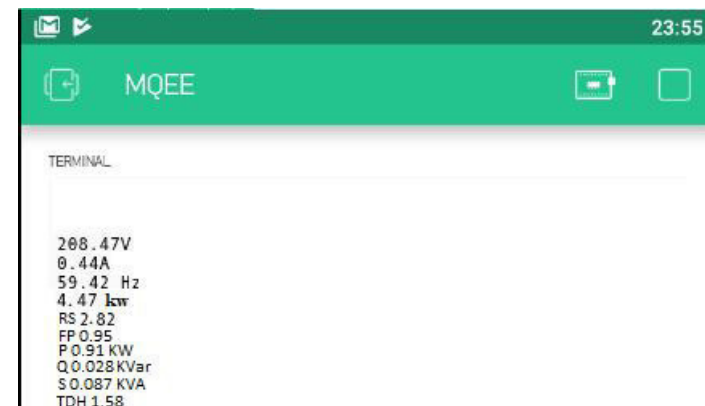 23:55
MQEE
TERMINAL
208.47V
0.44A
59.42 Hz
4.47 kw
RS 2.82
FP 0.95
P 0.91 KW
Q 0.028 KVar
S 0.087 KVA
TDH 1.58